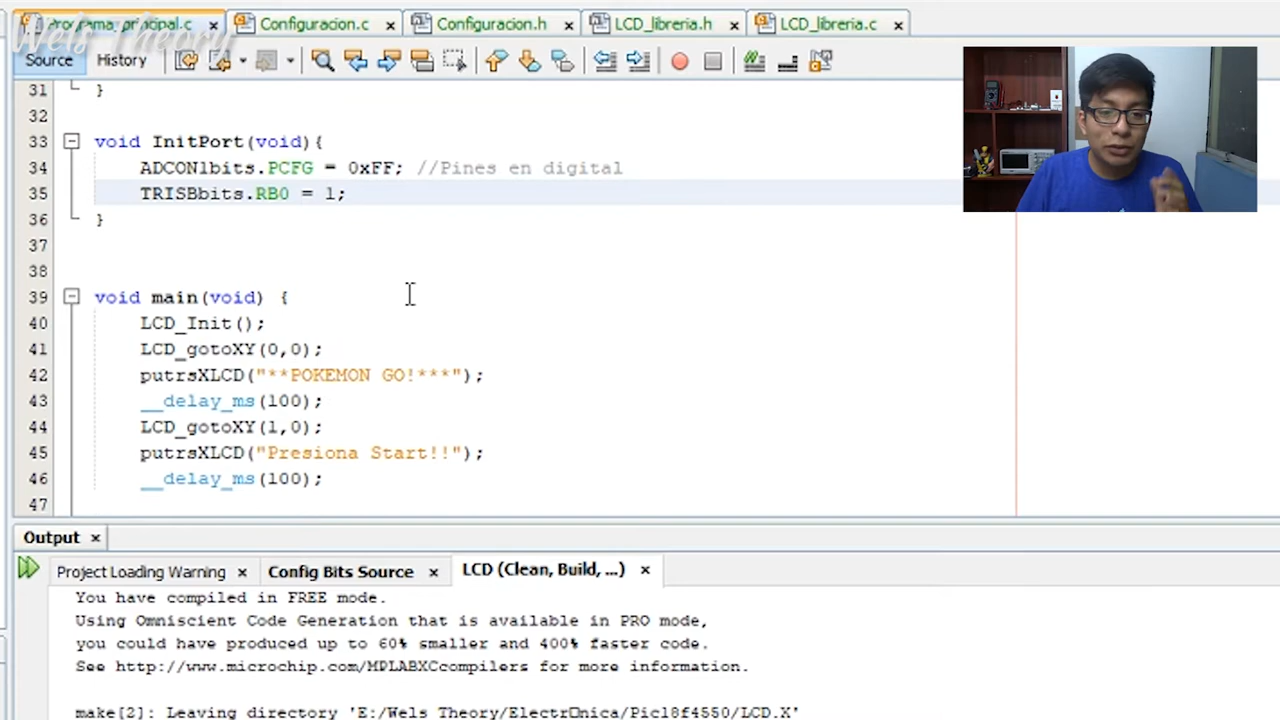 Wels Theory
Programa_principal.c × Configuracion.c × Configuracion.h × LCD_libreria.h × LCD_libreria.c ×
Source History
31 }
32
33 void InitPort(void){
34 ADCON1bits.PCFG = 0xFF; //Pines en digital
35 TRISBbits.RB0 = 1;
36 }
37
38
39 void main(void) {
40 LCD_Init();
41 LCD_gotoXY(0,0);
42 putrsXLCD("**POKEMON GO!***");
43 __delay_ms(100);
44 LCD_gotoXY(1,0);
45 putrsXLCD("Presiona Start!!");
46 __delay_ms(100);
47
Output ×
Project Loading Warning × Config Bits Source × LCD (Clean, Build, ...) ×
You have compiled in FREE mode.
Using Omniscient Code Generation that is available in PRO mode,
you could have produced up to 60% smaller and 400% faster code.
See http://www.microchip.com/MPLABXCcompilers for more information.
make[2]: Leaving directory 'E:/Wels Theory/Electr□nica/Pic18f4550/LCD.X'